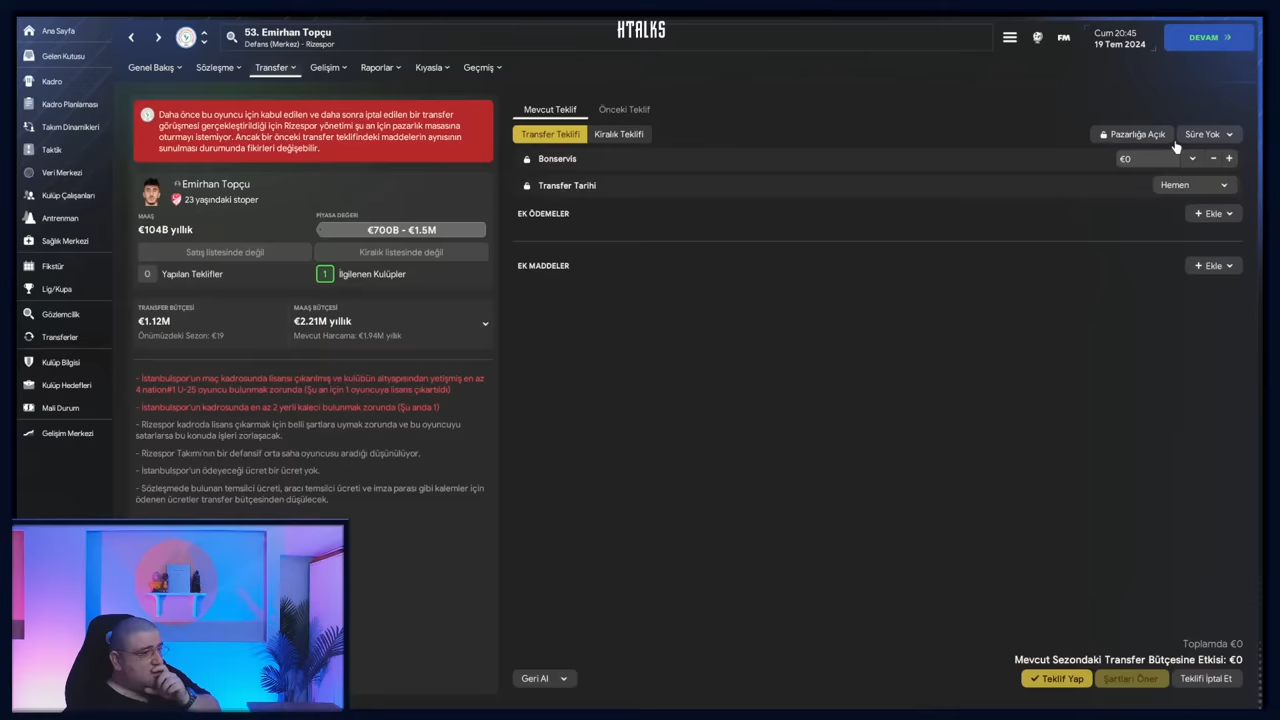 HTALKS
Ana Sayfa
Gelen Kutusu
Kadro
Kadro Planlaması
Takım Dinamikleri
Taktik
Veri Merkezi
Kulüp Çalışanları
Antrenman
Sağlık Merkezi
Fikstür
Lig/Kupa
Gözlemcilik
Transferler
Kulüp Bilgisi
Kulüp Hedefleri
Mali Durum
Gelişim Merkezi
53. Emirhan Topçu
Defans (Merkez) - Rizespor
FM
Cum 20:45
19 Tem 2024
DEVAM
Genel Bakış
Sözleşme
Transfer
Gelişim
Raporlar
Kıyasla
Geçmiş
Daha önce bu oyuncu için kabul edilen ve daha sonra iptal edilen bir transfer
görüşmesi gerçekleştirildiği için Rizespor yönetimi şu an için pazarlık masasına
oturmayı istemiyor. Ancak bir önceki transfer teklifindeki maddelerin aynısının
sunulması durumunda fikirleri değişebilir.
Emirhan Topçu
23 yaşındaki stoper
MAAŞ
€104B yıllık
PİYASA DEĞERİ
€700B - €1.5M
Satış listesinde değil
Kiralık listesinde değil
0 Yapılan Teklifler
1 İlgilenen Kulüpler
TRANSFER BÜTÇESİ
€1.12M
Önümüzdeki Sezon: €19
MAAŞ BÜTÇESİ
€2.21M yıllık
Mevcut Harcama: €1.94M yıllık
- İstanbulspor'un maç kadrosunda lisansı çıkarılmış ve kulübün altyapısından yetişmiş en az
4 nation#1 U-25 oyuncu bulunmak zorunda (Şu an için 1 oyuncuya lisans çıkartıldı)
- İstanbulspor'un kadrosunda en az 2 yerli kaleci bulunmak zorunda (Şu anda 1)
- Rizespor kadroda lisans çıkarmak için belli şartlara uymak zorunda ve bu oyuncuyu
satarlarsa bu konuda işleri zorlaşacak.
- Rizespor Takımı'nın bir defansif orta saha oyuncusu aradığı düşünülüyor.
- İstanbulspor'un ödeyeceği ücret bir ücret yok.
- Sözleşmede bulunan temsilci ücreti, aracı temsilci ücreti ve imza parası gibi kalemler için
ödenen ücretler transfer bütçesinden düşülecek.
Mevcut Teklif
Önceki Teklif
Transfer Teklifi
Kiralık Teklifi
Pazarlığa Açık
Süre Yok
Bonservis
€0
Transfer Tarihi
Hemen
EK ÖDEMELER
+ Ekle
EK MADDELER
+ Ekle
Toplamda €0
Mevcut Sezondaki Transfer Bütçesine Etkisi: €0
Geri Al
Teklif Yap
Şartları Öner
Teklifi İptal Et